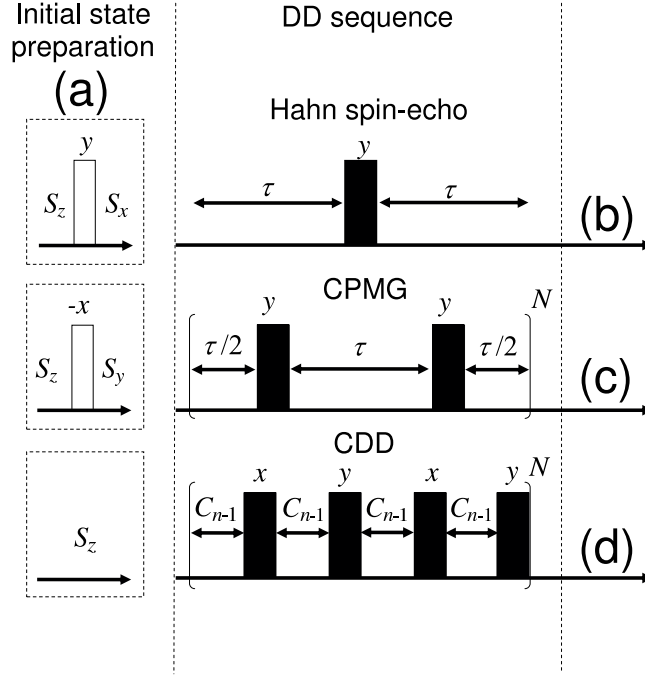 Initial state
preparation
DD sequence
(a)
Hahn spin-echo
y
y
S_z S_x
τ τ
(b)
CPMG
-x
y y N
S_z S_y
τ/2 τ τ/2
(c)
CDD
x y x y N
C_{n-1} C_{n-1} C_{n-1} C_{n-1}
S_z
(d)